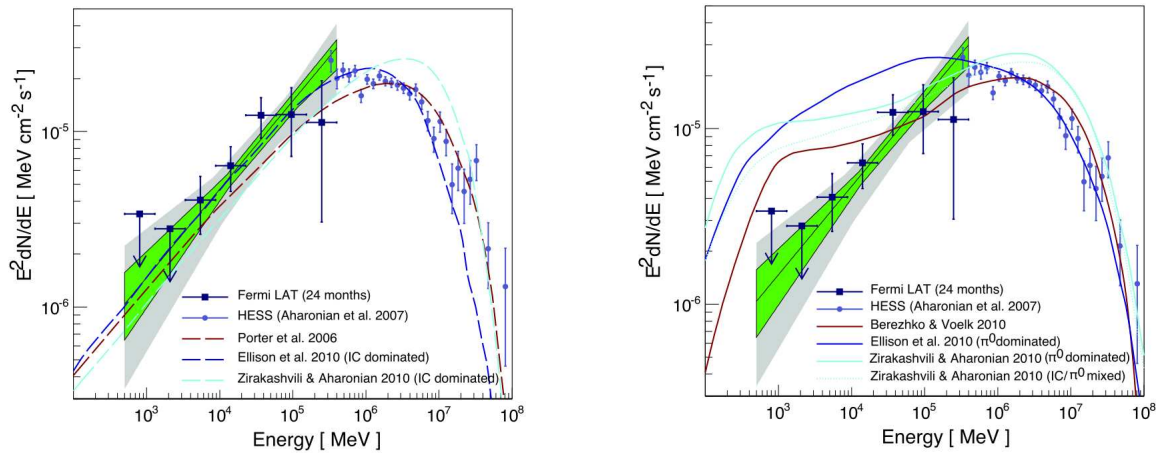 E²dN/dE [ MeV cm⁻² s⁻¹ ]
10⁻⁵
10⁻⁶
Fermi LAT (24 months)
HESS (Aharonian et al. 2007)
Porter et al. 2006
Ellison et al. 2010 (IC dominated)
Zirakashvili & Aharonian 2010 (IC dominated)
10³ 10⁴ 10⁵ 10⁶ 10⁷ 10⁸
Energy [ MeV ]
E²dN/dE [ MeV cm⁻² s⁻¹ ]
10⁻⁵
10⁻⁶
Fermi LAT (24 months)
HESS (Aharonian et al. 2007)
Berezhko & Voelk 2010
Ellison et al. 2010 (π⁰dominated)
Zirakashvili & Aharonian 2010 (π⁰ dominated)
Zirakashvili & Aharonian 2010 (IC/π⁰ mixed)
10³ 10⁴ 10⁵ 10⁶ 10⁷ 10⁸
Energy [ MeV ]